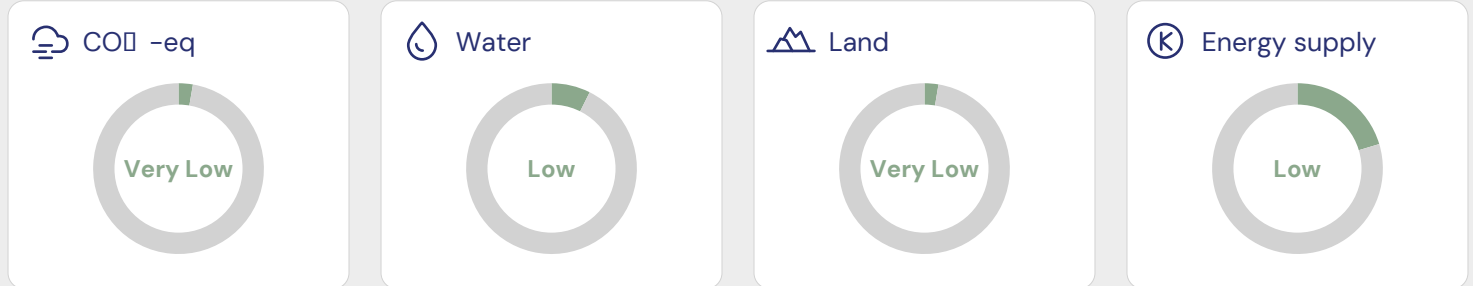 CO▯ -eq
Very Low
Water
Low
Land
Very Low
Energy supply
Low